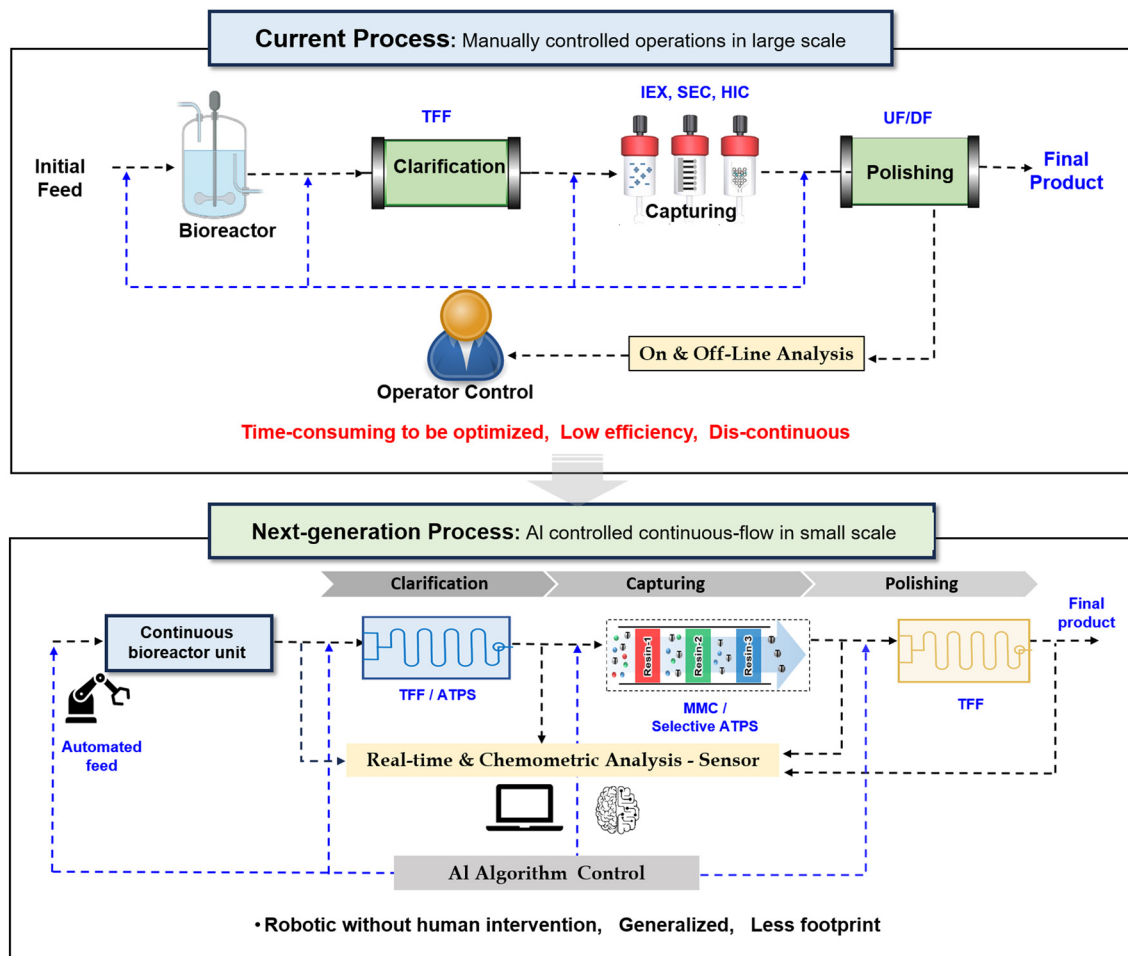 Current Process: Manually controlled operations in large scale
IEX, SEC, HIC
TFF
UF/DF
Initial
Feed
Clarification
Polishing
Final
Product
Bioreactor
Capturing
On & Off-Line Analysis
Operator Control
Time-consuming to be optimized, Low efficiency, Dis-continuous
Next-generation Process: AI controlled continuous-flow in small scale
Clarification
Capturing
Polishing
Continuous
bioreactor unit
Resin-1
Resin-2
Resin-3
Final
product
TFF / ATPS
MMC /
Selective ATPS
TFF
Automated
feed
Real-time & Chemometric Analysis - Sensor
AI Algorithm Control
• Robotic without human intervention, Generalized, Less footprint